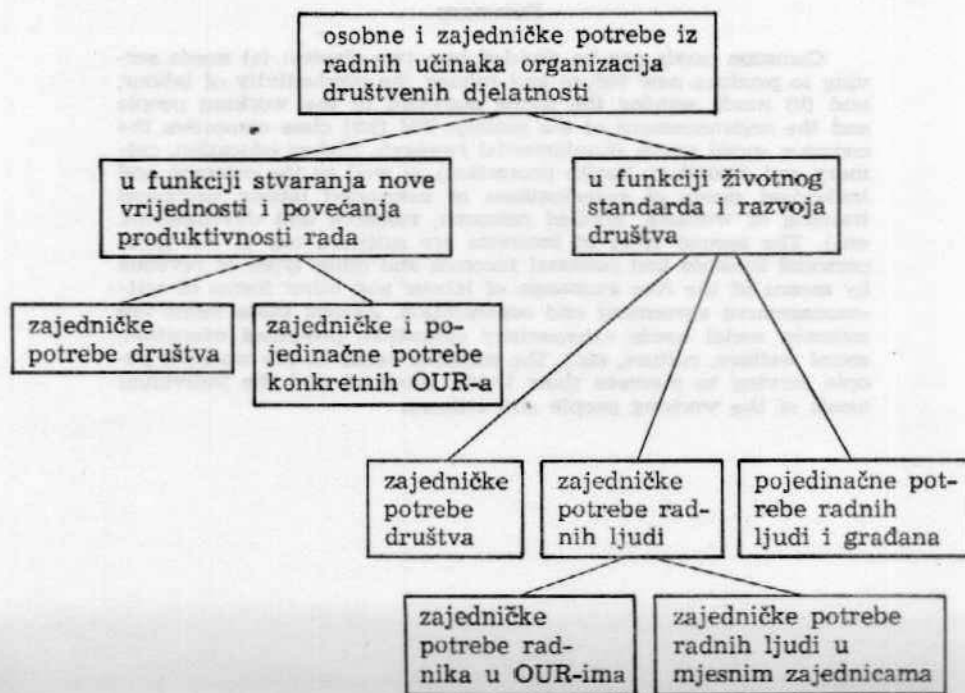 osobne i zajedničke potrebe iz
radnih učinaka organizacija
društvenih djelatnosti
u funkciji stvaranja nove
vrijednosti i povećanja
produktivnosti rada
u funkciji životnog
standarda i razvoja
društva
zajedničke
potrebe društva
zajedničke i po-
jedinačne potrebe
konkretnih OUR-a
zajedničke
potrebe
društva
zajedničke
potrebe rad-
nih ljudi
pojedinačne pot-
rebe radnih
ljudi i građana
zajedničke
potrebe rad-
nika u OUR-ima
zajedničke potrebe
radnih ljudi u
mjesnim zajednicama